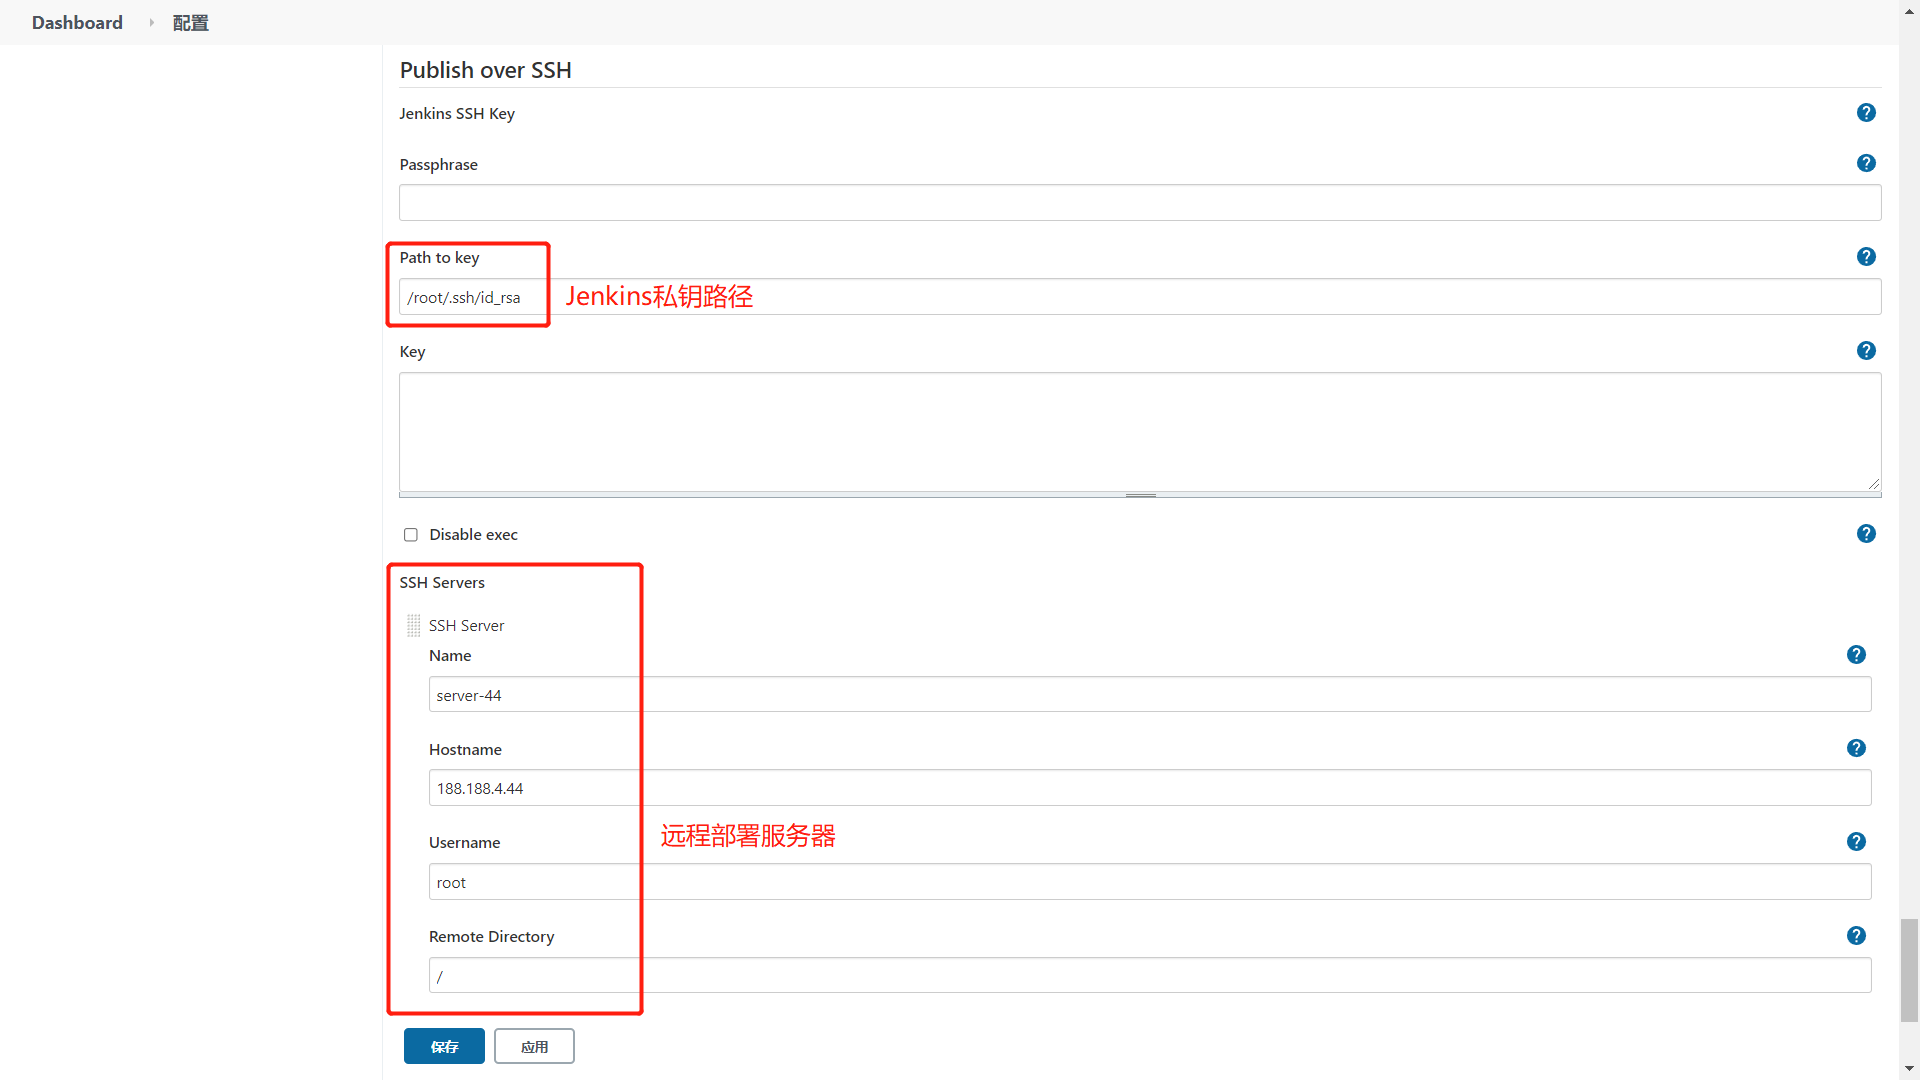 Dashboard 配置
Publish over SSH
Jenkins SSH Key
Passphrase
Path to key
/root/.ssh/id_rsa
Jenkins私钥路径
Key
Disable exec
SSH Servers
SSH Server
Name
server-44
Hostname
188.188.4.44
远程部署服务器
Username
root
Remote Directory
/
保存 应用